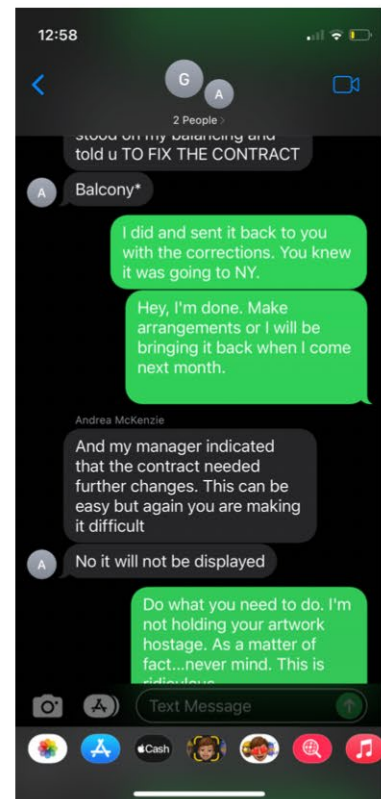 12:58
G
A
2 People
stood on my balancing and
told u TO FIX THE CONTRACT
A
Balcony*
I did and sent it back to you
with the corrections. You knew
it was going to NY.
Hey, I'm done. Make
arrangements or I will be
bringing it back when I come
next month.
Andrea McKenzie
And my manager indicated
that the contract needed
further changes. This can be
easy but again you are making
it difficult
A
No it will not be displayed
Do what you need to do. I'm
not holding your artwork
hostage. As a matter of
fact...never mind. This is
ridiculous
Text Message
Cash